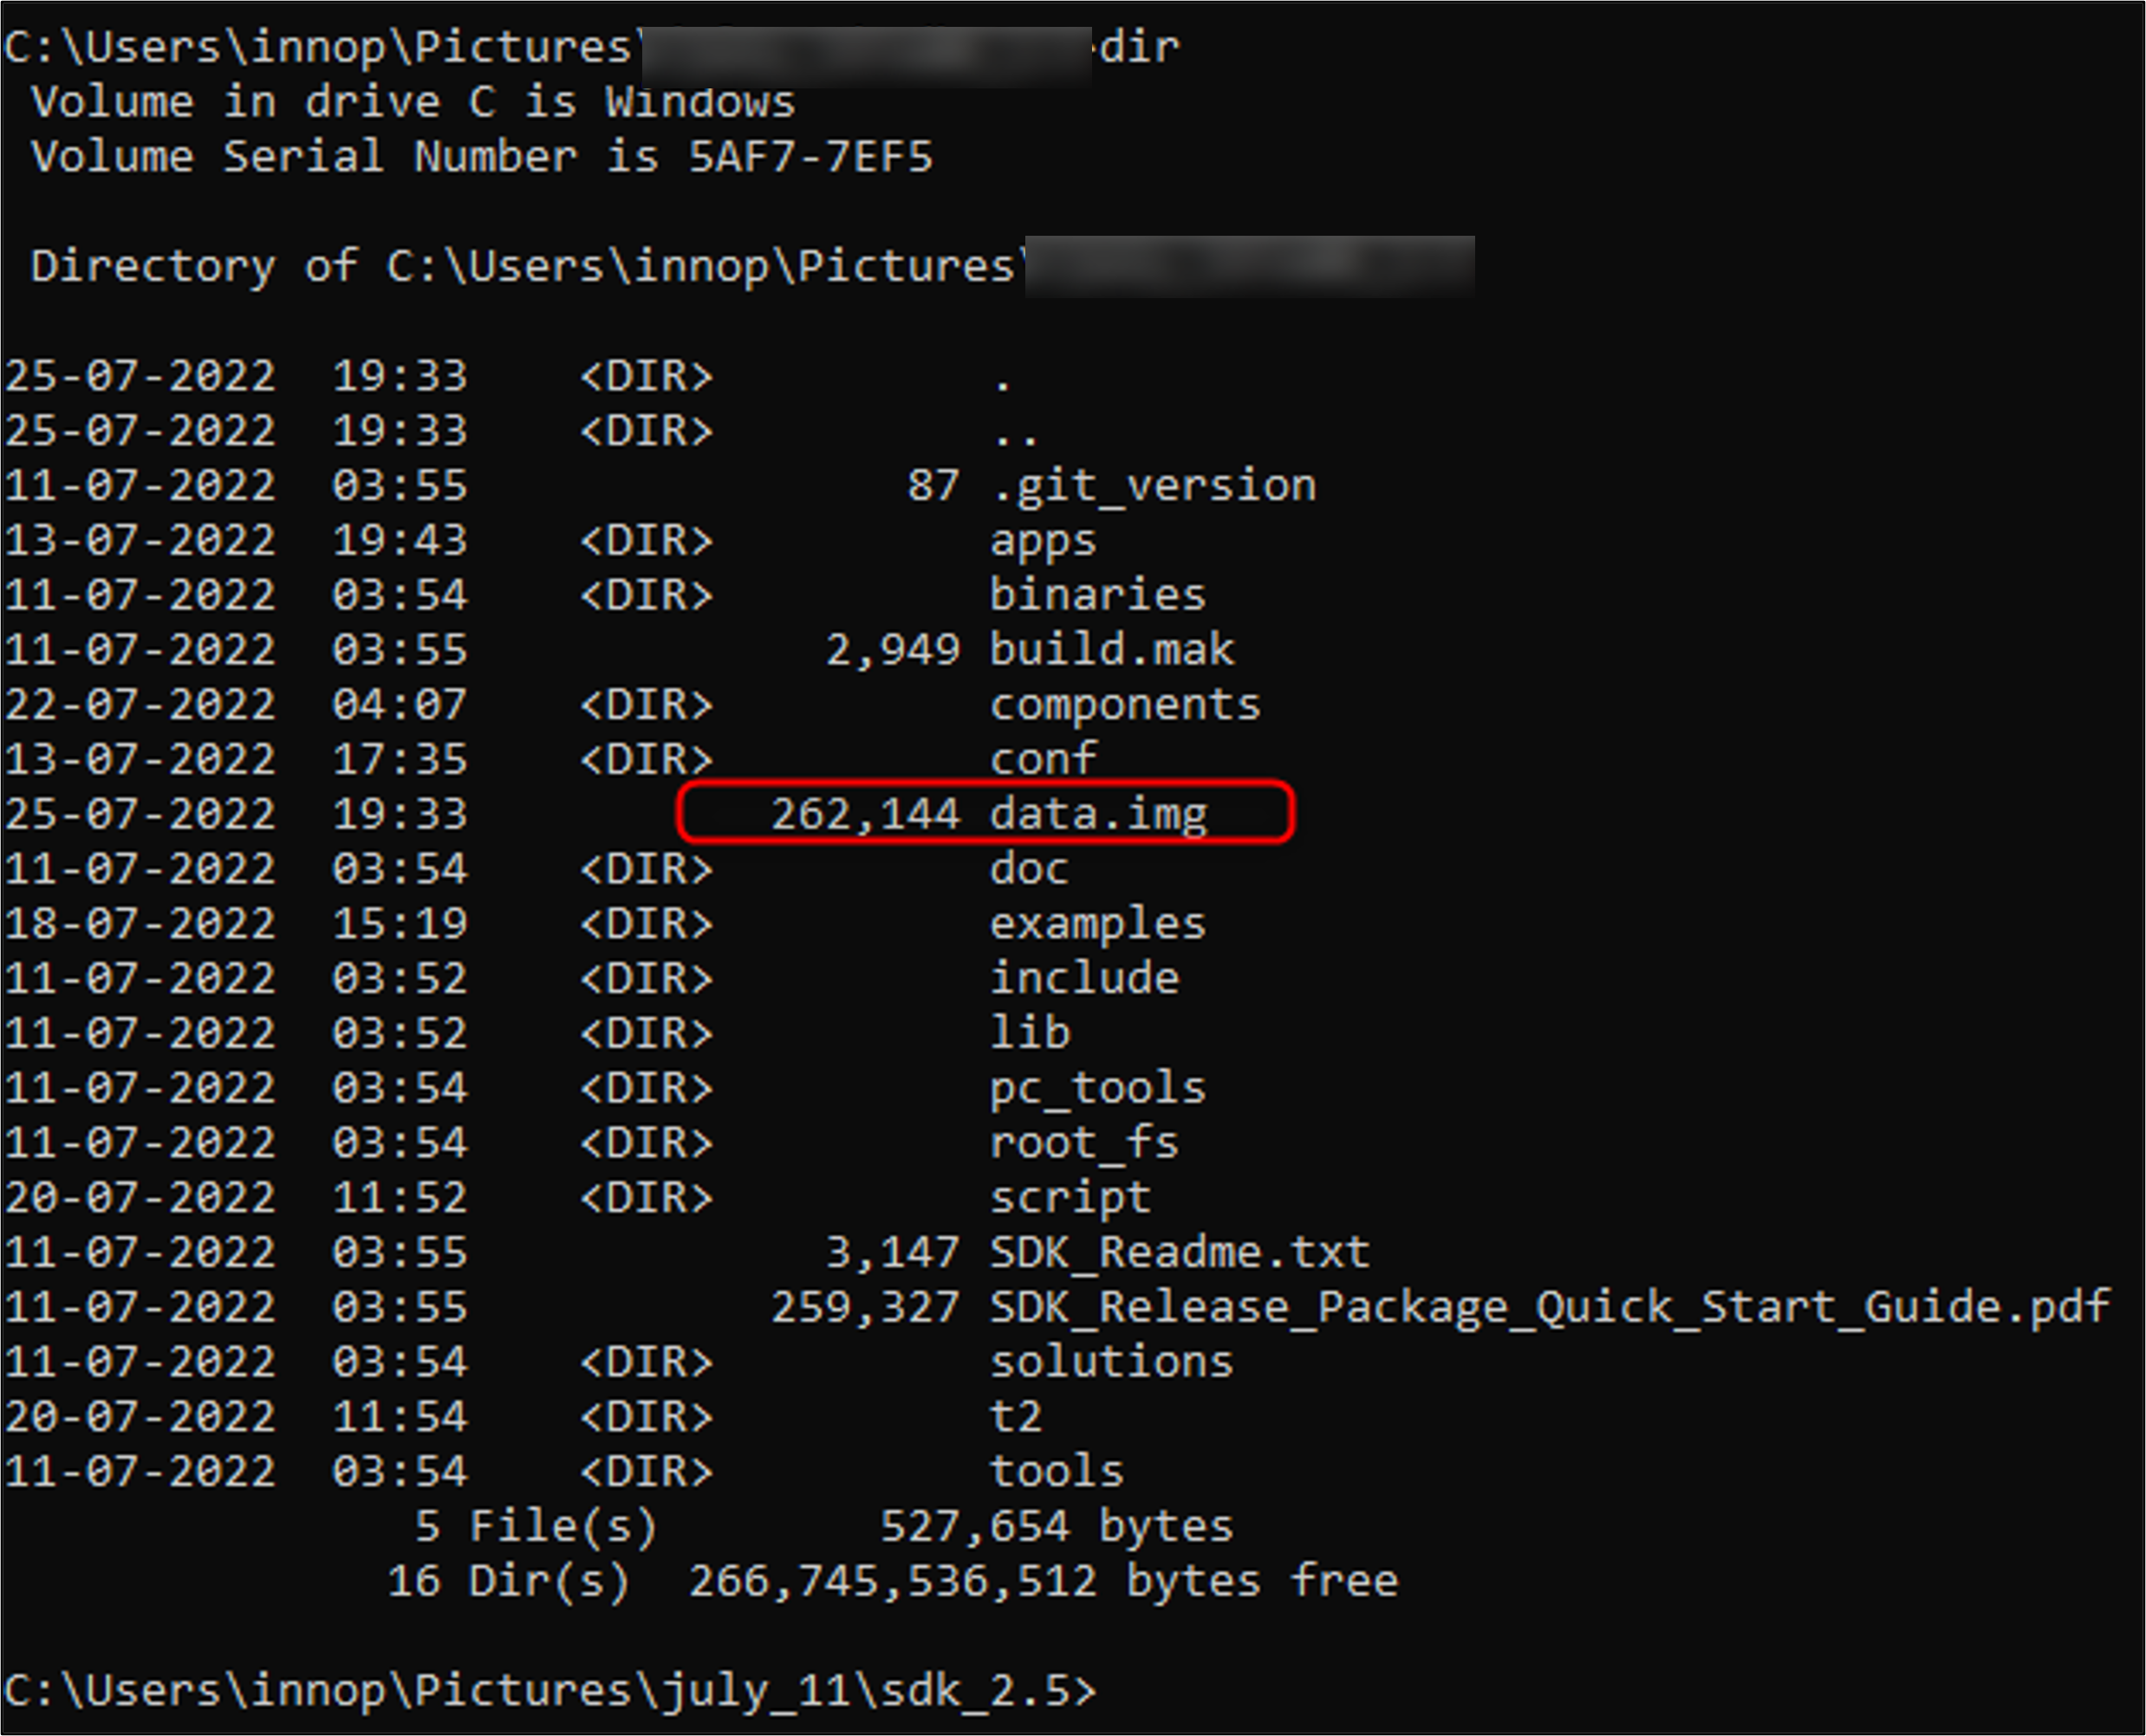 C:\Users\innop\Pictures\ dir
Volume in drive C is Windows
Volume Serial Number is 5AF7-7EF5
Directory of C:\Users\innop\Pictures\
25-07-2022  19:33    <DIR>          .
25-07-2022  19:33    <DIR>          ..
11-07-2022  03:55                87 .git_version
13-07-2022  19:43    <DIR>          apps
11-07-2022  03:54    <DIR>          binaries
11-07-2022  03:55             2,949 build.mak
22-07-2022  04:07    <DIR>          components
13-07-2022  17:35    <DIR>          conf
25-07-2022  19:33           262,144 data.img
11-07-2022  03:54    <DIR>          doc
18-07-2022  15:19    <DIR>          examples
11-07-2022  03:52    <DIR>          include
11-07-2022  03:52    <DIR>          lib
11-07-2022  03:54    <DIR>          pc_tools
11-07-2022  03:54    <DIR>          root_fs
20-07-2022  11:52    <DIR>          script
11-07-2022  03:55             3,147 SDK_Readme.txt
11-07-2022  03:55           259,327 SDK_Release_Package_Quick_Start_Guide.pdf
11-07-2022  03:54    <DIR>          solutions
20-07-2022  11:54    <DIR>          t2
11-07-2022  03:54    <DIR>          tools
5 File(s)        527,654 bytes
16 Dir(s)  266,745,536,512 bytes free
C:\Users\innop\Pictures\july_11\sdk_2.5>